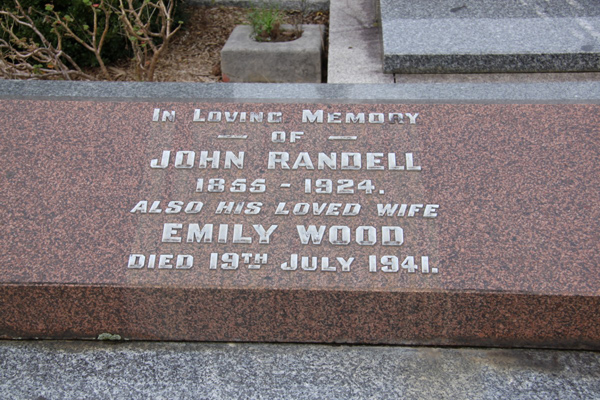 IN LOVING MEMORY
— OF —
JOHN RANDELL
1855 - 1924.
ALSO HIS LOVED WIFE
EMILY WOOD
DIED 19TH JULY 1941.